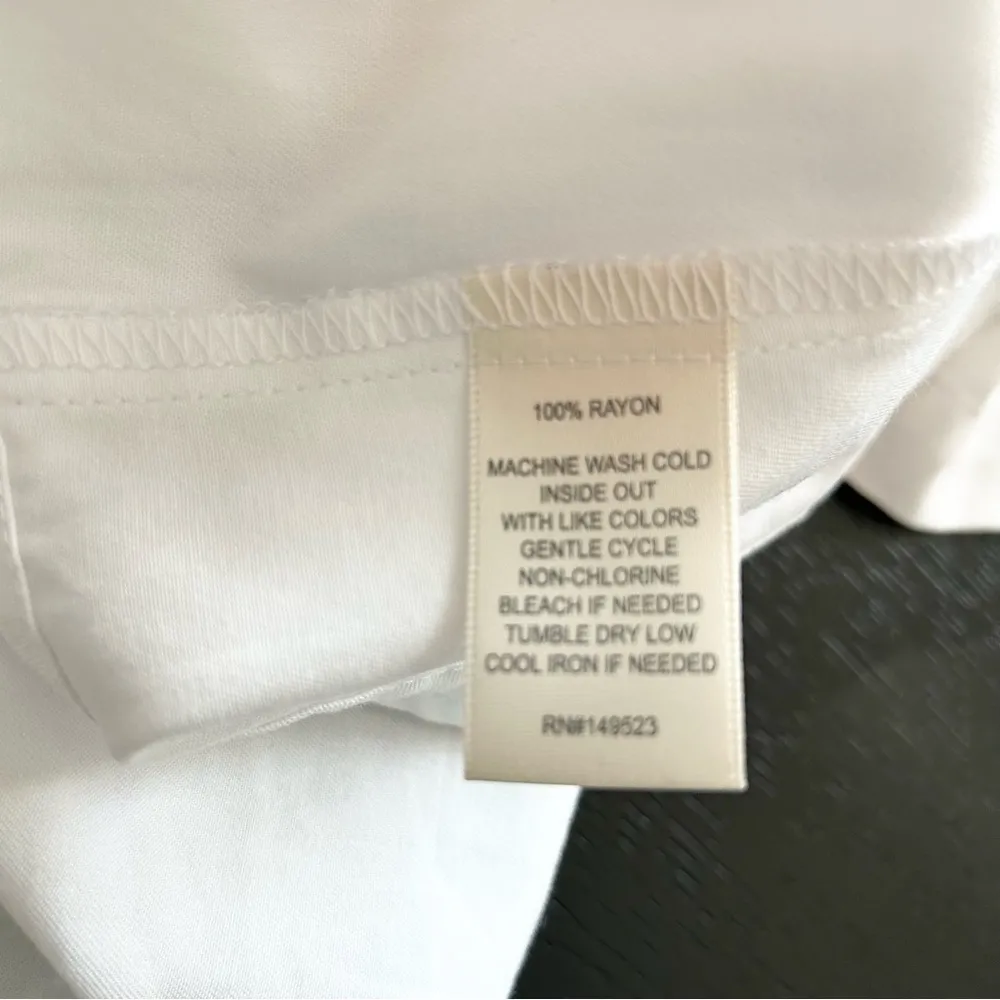 100% RAYON
MACHINE WASH COLD
INSIDE OUT
WITH LIKE COLORS
GENTLE CYCLE
NON-CHLORINE
BLEACH IF NEEDED
TUMBLE DRY LOW
COOL IRON IF NEEDED
RN#149523